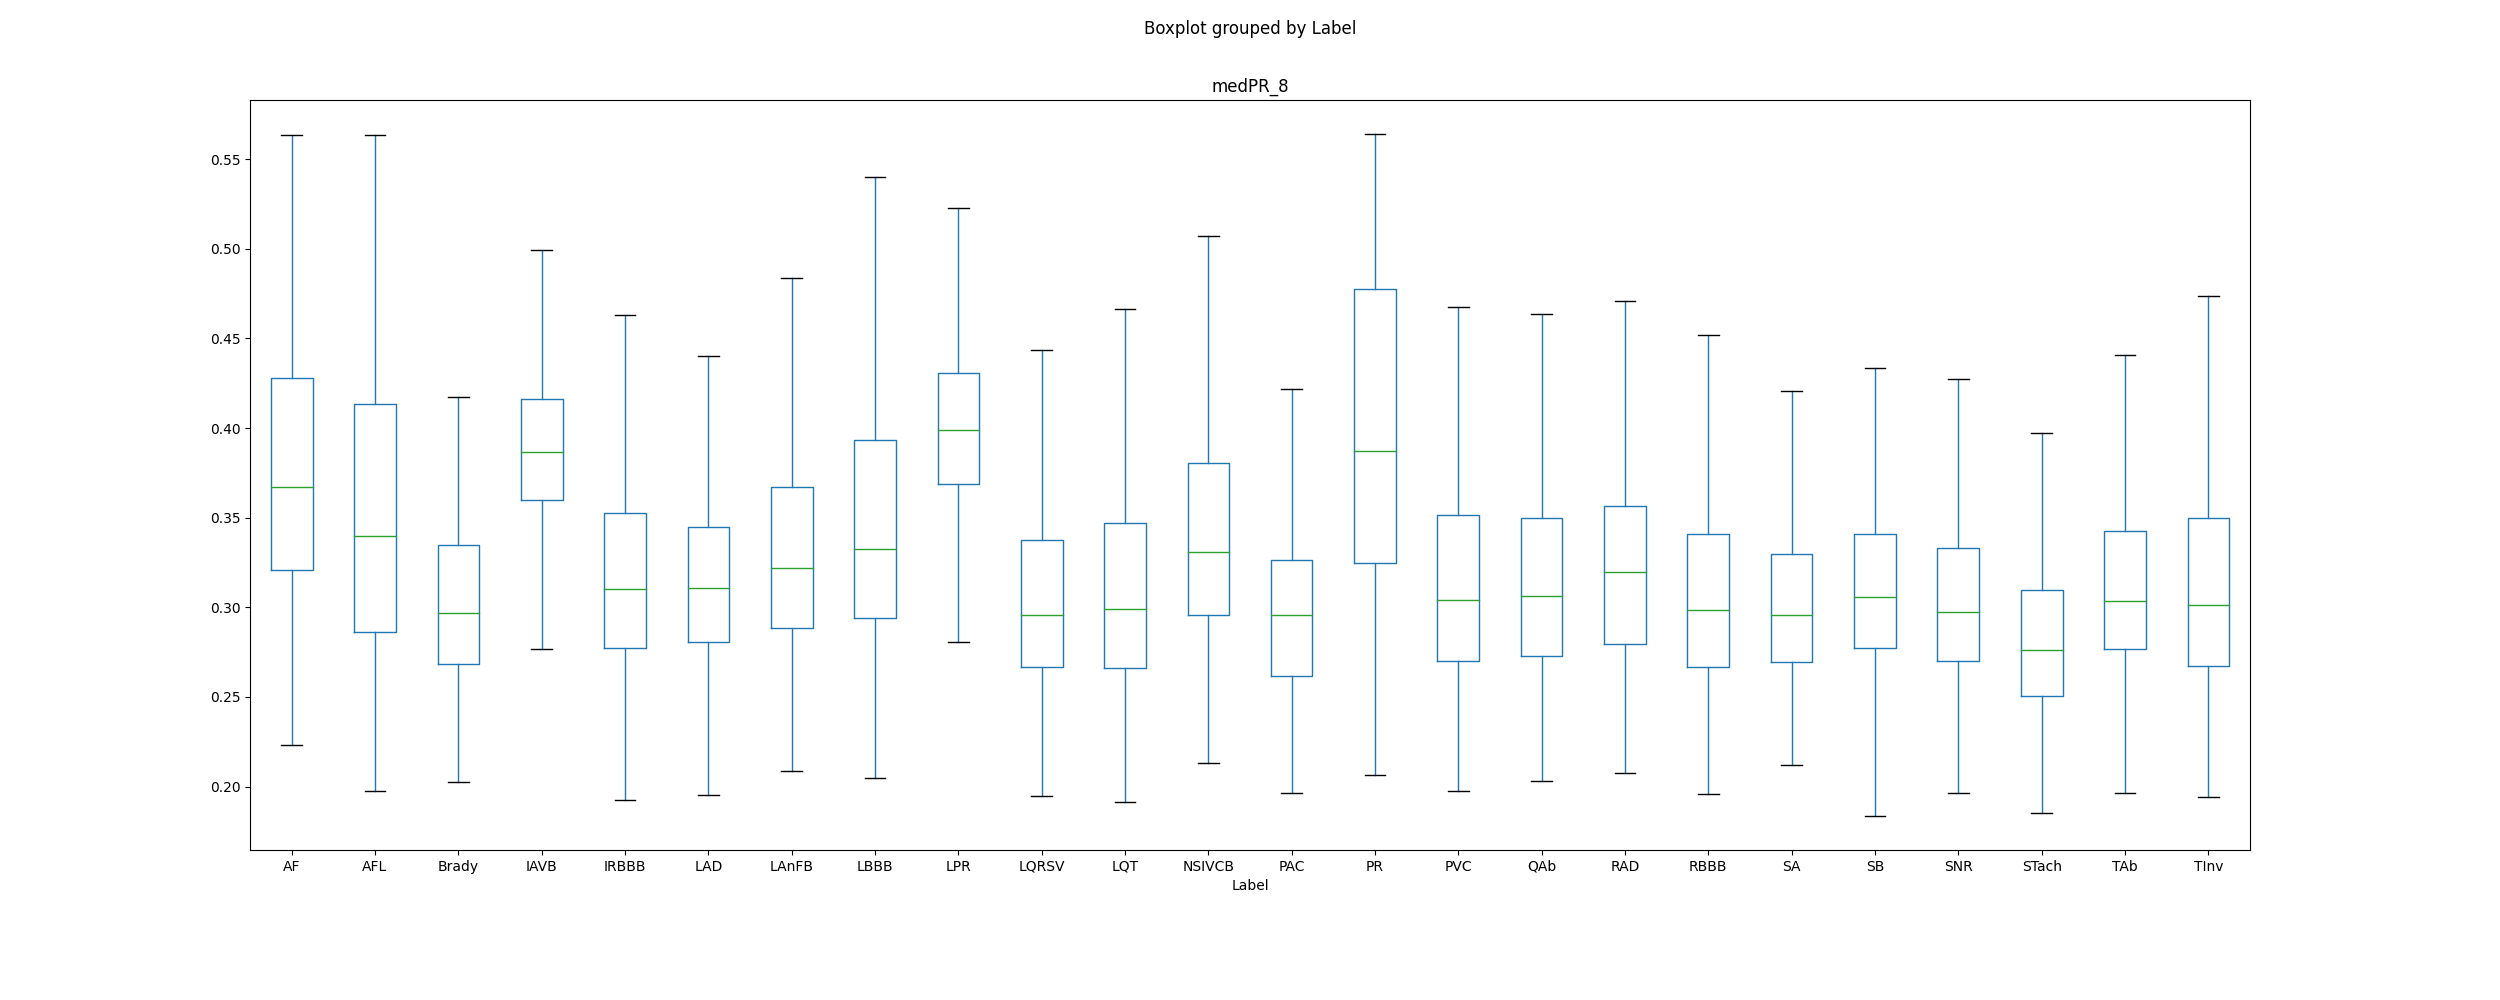 Boxplot grouped by Label
medPR_8
0.55
0.50
0.45
0.40
0.35
0.30
0.25
0.20
AF AFL Brady IAVB IRBBB LAD LAnFB LBBB LPR LQRSV LQT NSIVCB PAC PR PVC QAb RAD RBBB SA SB SNR STach TAb TInv
Label